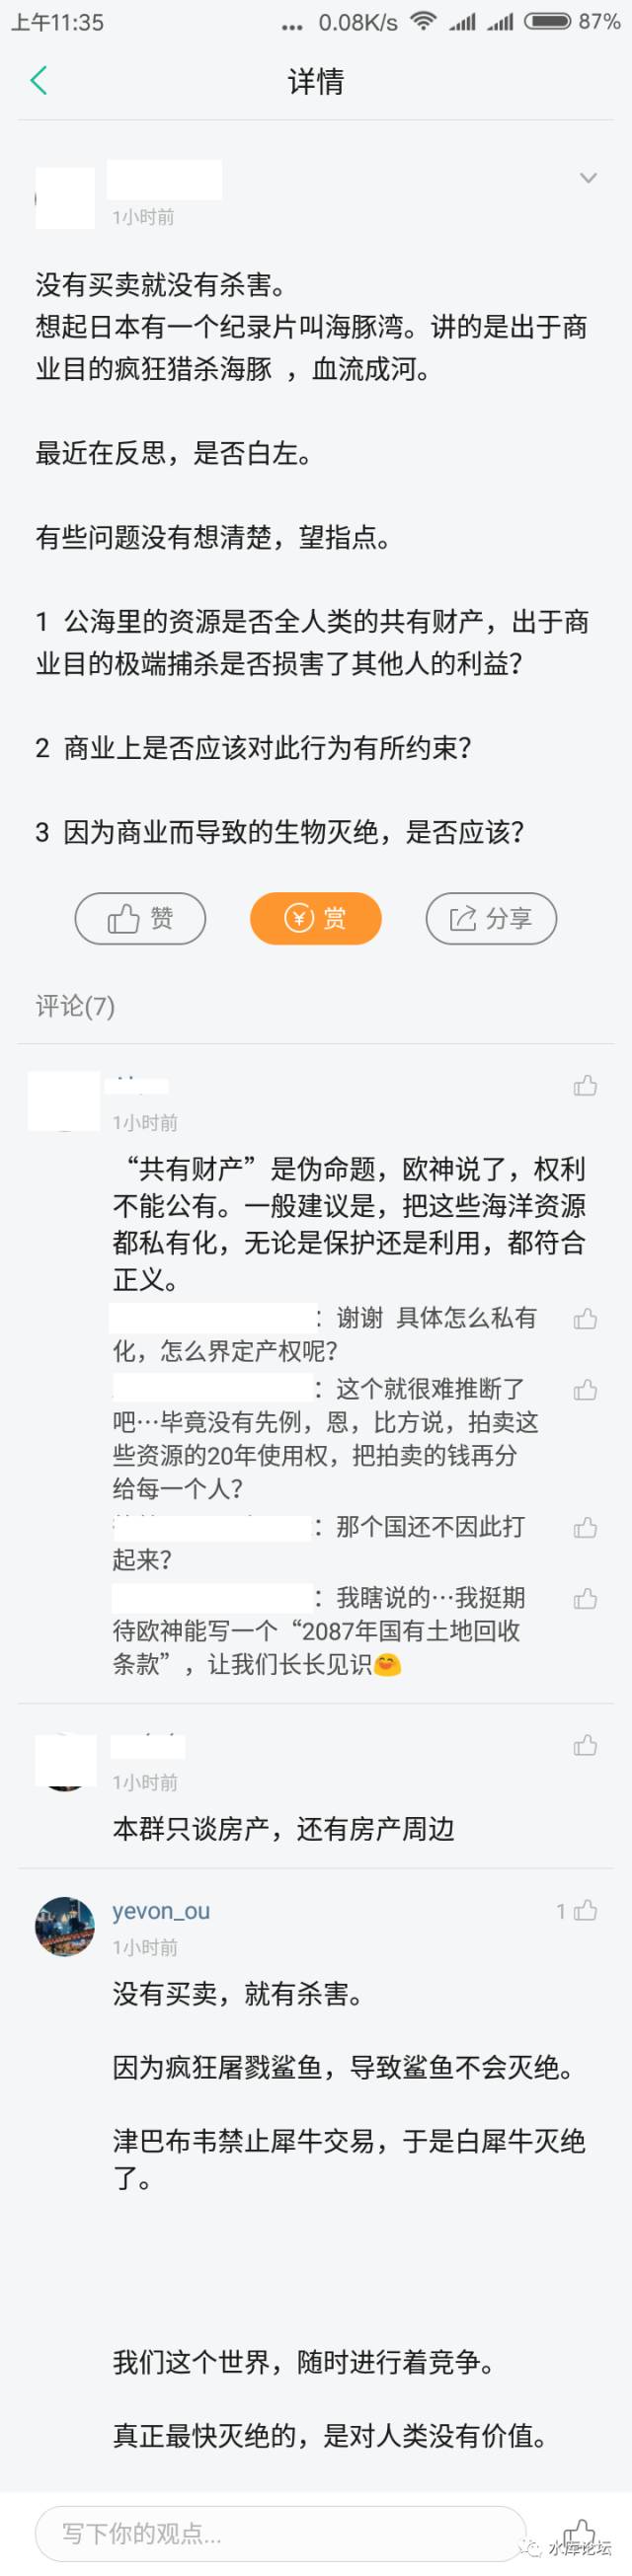 上午11:35 ... 0.08K/s 87%
详情
1小时前
没有买卖就没有杀害。
想起日本有一个纪录片叫海豚湾。讲的是出于商
业目的疯狂猎杀海豚 ，血流成河。
最近在反思，是否白左。
有些问题没有想清楚，望指点。
1 公海里的资源是否全人类的共有财产，出于商
业目的极端捕杀是否损害了其他人的利益？
2 商业上是否应该对此行为有所约束？
3 因为商业而导致的生物灭绝，是否应该？
赞 赏 分享
评论(7)
1小时前
“共有财产”是伪命题，欧神说了，权利
不能公有。一般建议是，把这些海洋资源
都私有化，无论是保护还是利用，都符合
正义。
：谢谢 具体怎么私有
化，怎么界定产权呢？
：这个就很难推断了
吧…毕竟没有先例，恩，比方说，拍卖这
些资源的20年使用权，把拍卖的钱再分
给每一个人？
：那个国还不因此打
起来？
：我瞎说的…我挺期
待欧神能写一个“2087年国有土地回收
条款”，让我们长长见识😄
1小时前
本群只谈房产，还有房产周边
yevon_ou 1
1小时前
没有买卖，就有杀害。
因为疯狂屠戮鲨鱼，导致鲨鱼不会灭绝。
津巴布韦禁止犀牛交易，于是白犀牛灭绝
了。
我们这个世界，随时进行着竞争。
真正最快灭绝的，是对人类没有价值。
写下你的观点...
水库论坛